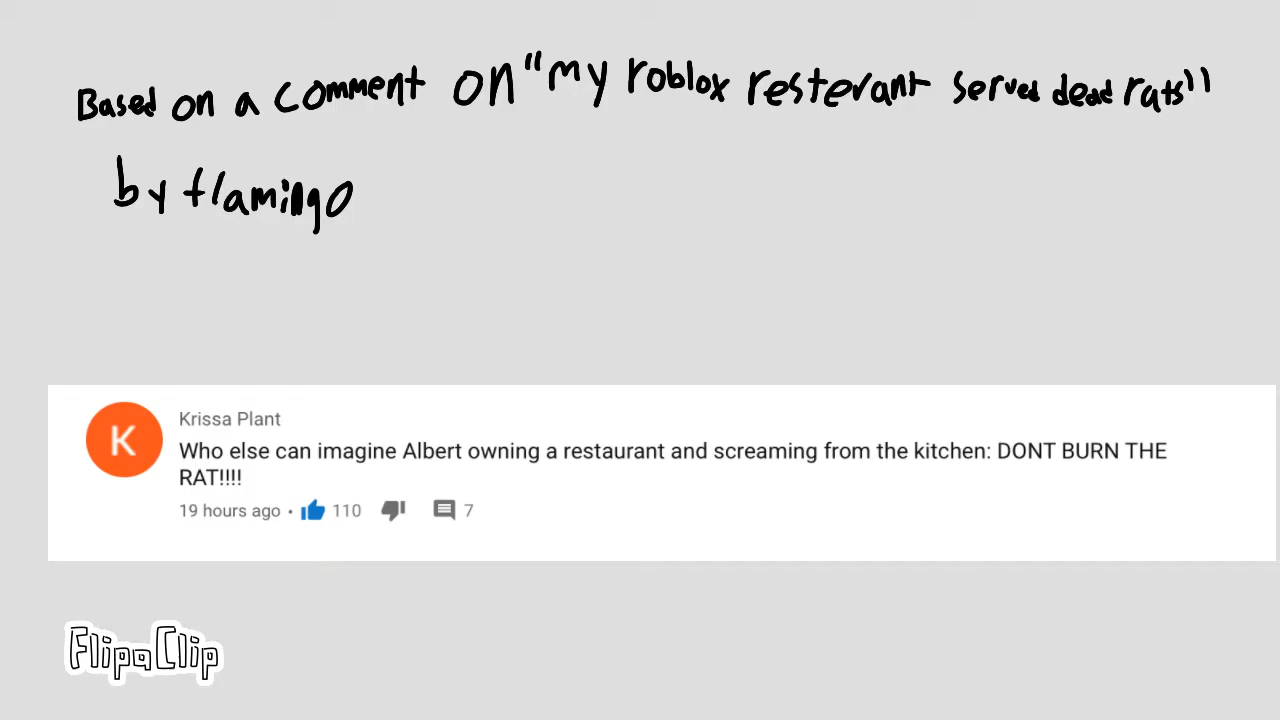 Based on a comment on "my roblox resterant served dead rats"
by flamingo
K
Krissa Plant
Who else can imagine Albert owning a restaurant and screaming from the kitchen: DONT BURN THE
RAT!!!!
19 hours ago • 110 7
FlipaClip